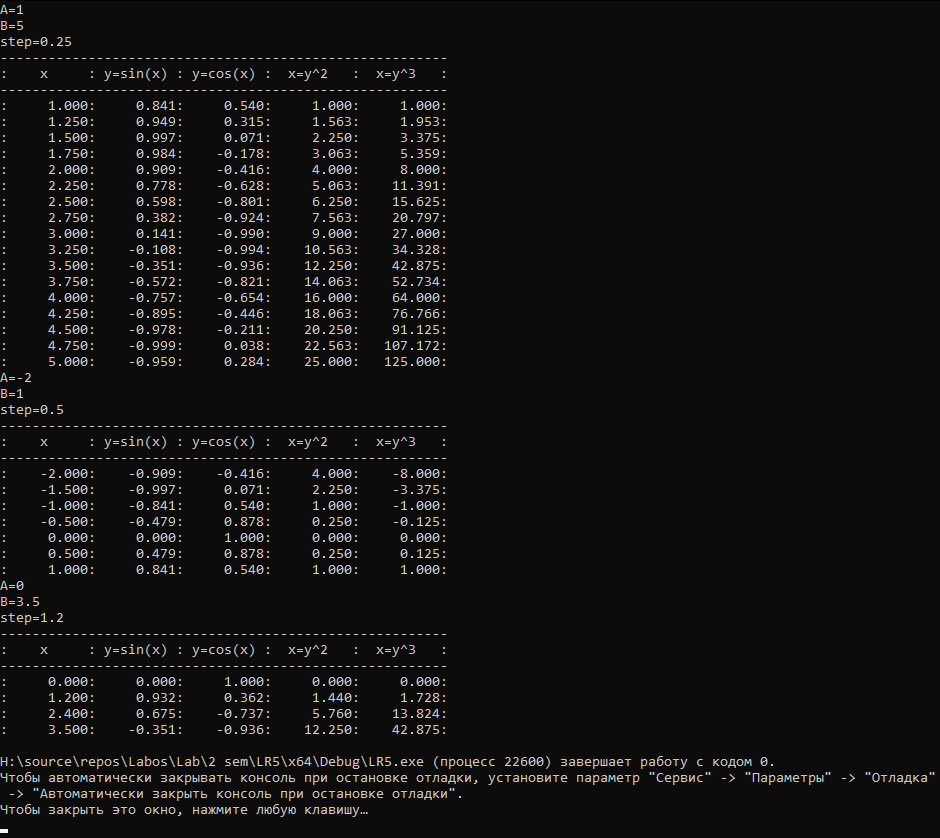 A=1
B=5
step=0.25
--------------------------------------------------------
:    x     : y=sin(x) : y=cos(x) :  x=y^2   :  x=y^3   :
--------------------------------------------------------
:     1.000:     0.841:     0.540:     1.000:     1.000:
:     1.250:     0.949:     0.315:     1.563:     1.953:
:     1.500:     0.997:     0.071:     2.250:     3.375:
:     1.750:     0.984:    -0.178:     3.063:     5.359:
:     2.000:     0.909:    -0.416:     4.000:     8.000:
:     2.250:     0.778:    -0.628:     5.063:    11.391:
:     2.500:     0.598:    -0.801:     6.250:    15.625:
:     2.750:     0.382:    -0.924:     7.563:    20.797:
:     3.000:     0.141:    -0.990:     9.000:    27.000:
:     3.250:    -0.108:    -0.994:    10.563:    34.328:
:     3.500:    -0.351:    -0.936:    12.250:    42.875:
:     3.750:    -0.572:    -0.821:    14.063:    52.734:
:     4.000:    -0.757:    -0.654:    16.000:    64.000:
:     4.250:    -0.895:    -0.446:    18.063:    76.766:
:     4.500:    -0.978:    -0.211:    20.250:    91.125:
:     4.750:    -0.999:     0.038:    22.563:   107.172:
:     5.000:    -0.959:     0.284:    25.000:   125.000:
A=-2
B=1
step=0.5
--------------------------------------------------------
:    x     : y=sin(x) : y=cos(x) :  x=y^2   :  x=y^3   :
--------------------------------------------------------
:    -2.000:    -0.909:    -0.416:     4.000:    -8.000:
:    -1.500:    -0.997:     0.071:     2.250:    -3.375:
:    -1.000:    -0.841:     0.540:     1.000:    -1.000:
:    -0.500:    -0.479:     0.878:     0.250:    -0.125:
:     0.000:     0.000:     1.000:     0.000:     0.000:
:     0.500:     0.479:     0.878:     0.250:     0.125:
:     1.000:     0.841:     0.540:     1.000:     1.000:
A=0
B=3.5
step=1.2
--------------------------------------------------------
:    x     : y=sin(x) : y=cos(x) :  x=y^2   :  x=y^3   :
--------------------------------------------------------
:     0.000:     0.000:     1.000:     0.000:     0.000:
:     1.200:     0.932:     0.362:     1.440:     1.728:
:     2.400:     0.675:    -0.737:     5.760:    13.824:
:     3.500:    -0.351:    -0.936:    12.250:    42.875:
H:\source\repos\Labos\Lab\2 sem\LR5\x64\Debug\LR5.exe (процесс 22600) завершает работу с кодом 0.
Чтобы автоматически закрывать консоль при остановке отладки, установите параметр "Сервис" -> "Параметры" -> "Отладка"
 -> "Автоматически закрыть консоль при остановке отладки".
Чтобы закрыть это окно, нажмите любую клавишу…